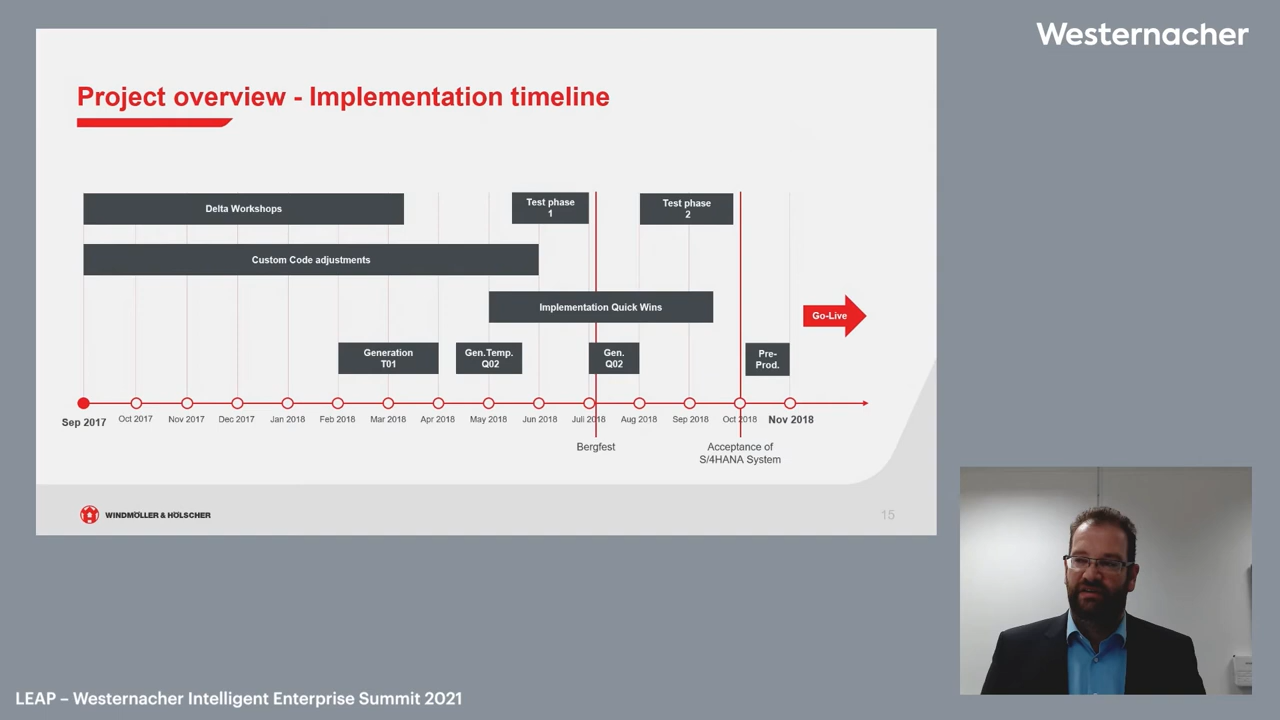 Westernacher
Project overview - Implementation timeline
Delta Workshops
Test phase
1
Test phase
2
Custom Code adjustments
Implementation Quick Wins
Go-Live
Generation
T01
Gen.Temp.
Q02
Gen.
Q02
Pre-
Prod.
Sep 2017
Oct 2017
Nov 2017
Dec 2017
Jan 2018
Feb 2018
Mar 2018
Apr 2018
May 2018
Jun 2018
Juli 2018
Aug 2018
Sep 2018
Oct 2018
Nov 2018
Bergfest
Acceptance of
S/4HANA System
WINDMÖLLER & HÖLSCHER
15
LEAP – Westernacher Intelligent Enterprise Summit 2021